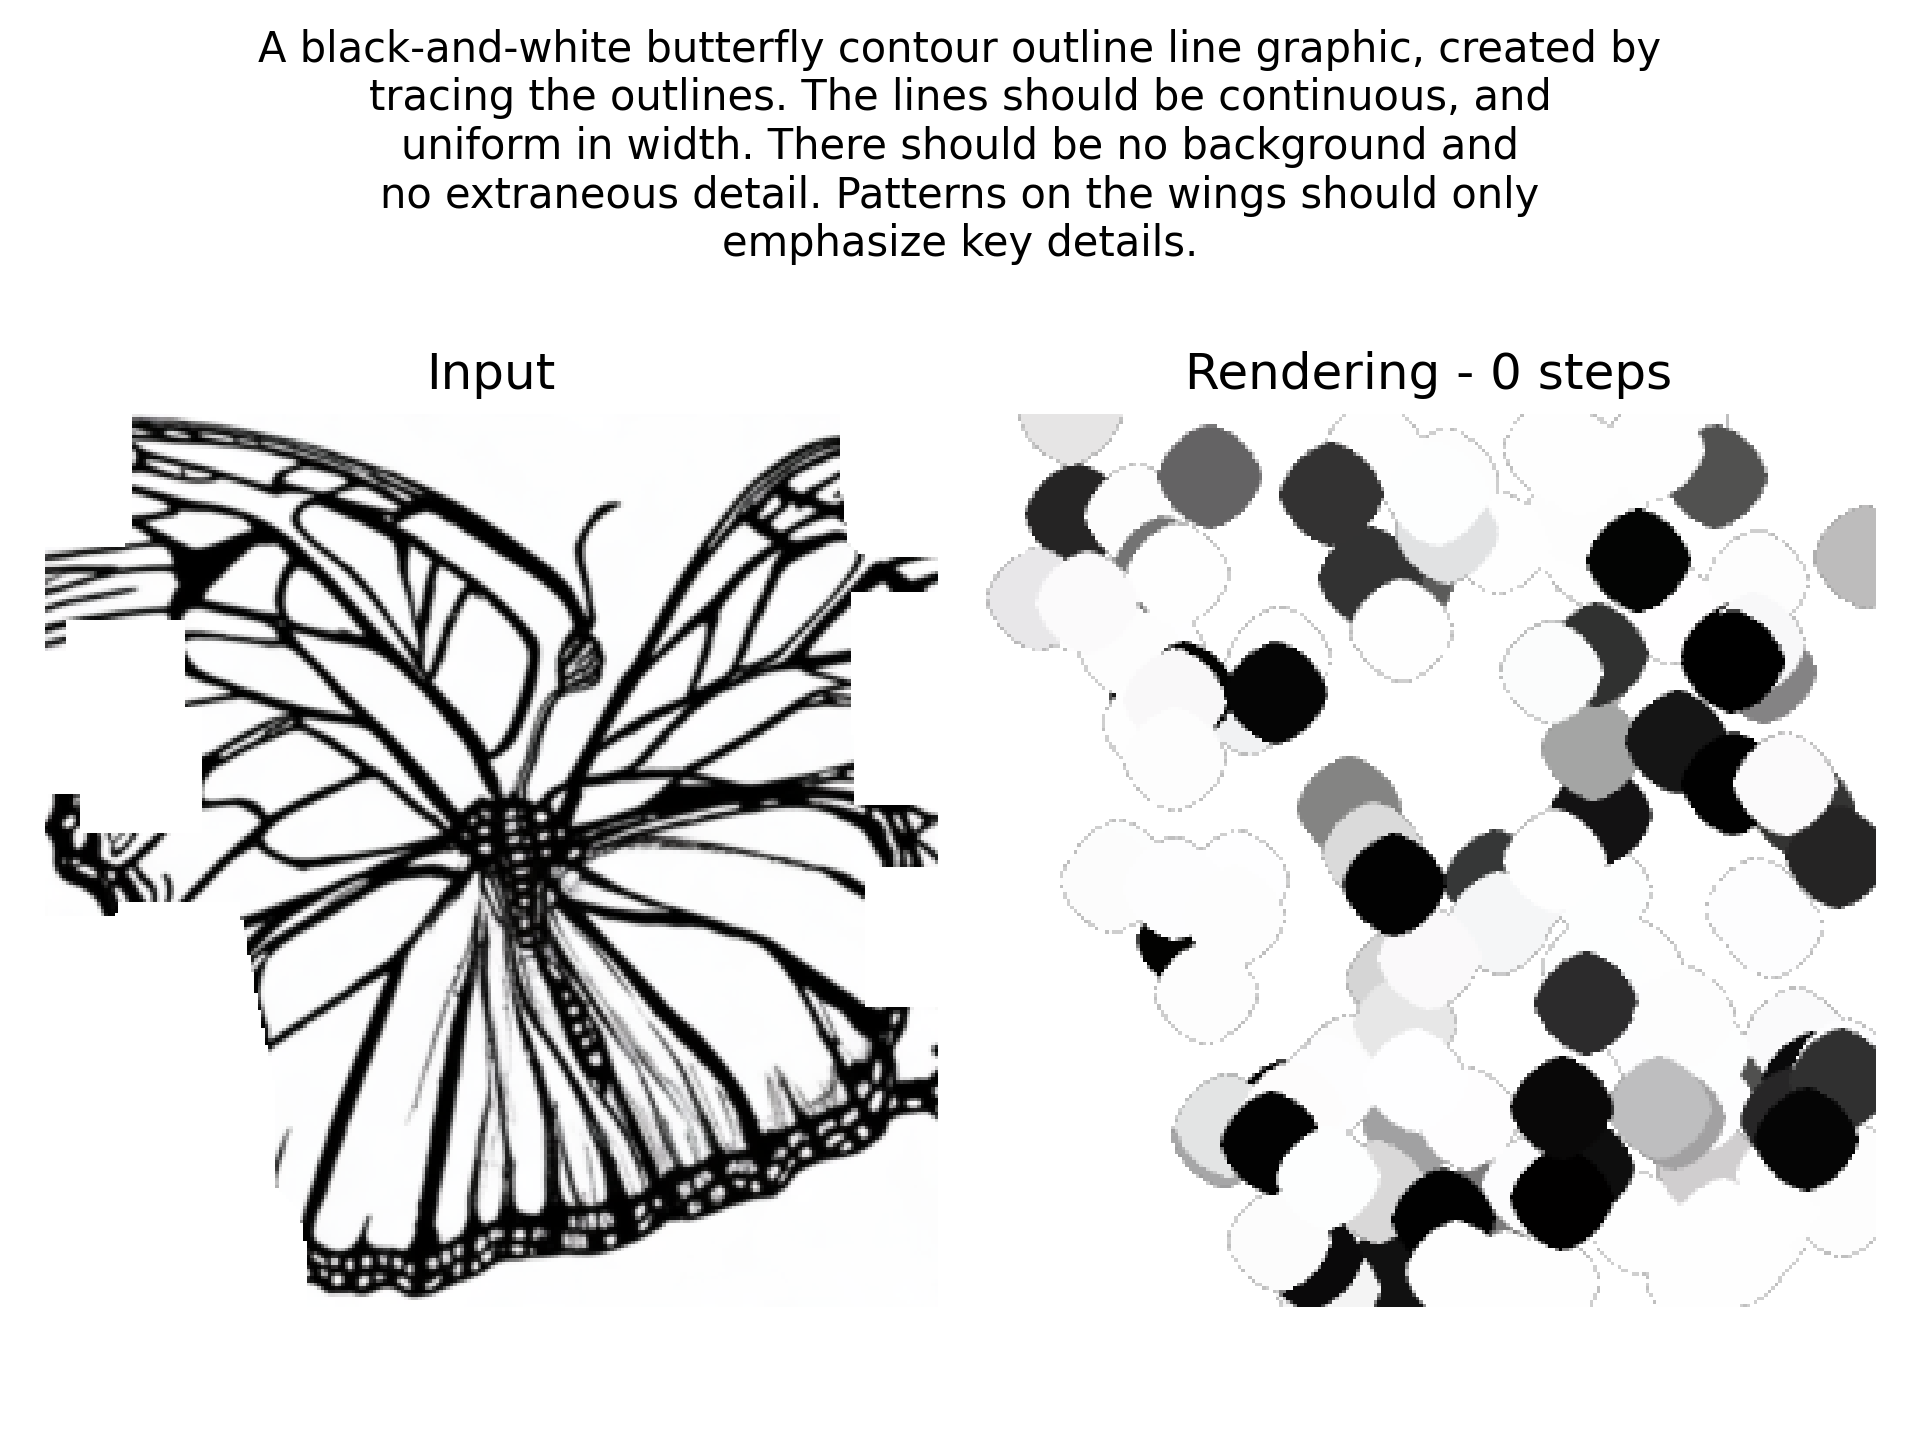 A black-and-white butterfly contour outline line graphic, created by
tracing the outlines. The lines should be continuous, and
uniform in width. There should be no background and
no extraneous detail. Patterns on the wings should only
emphasize key details.
Input
Rendering - 0 steps